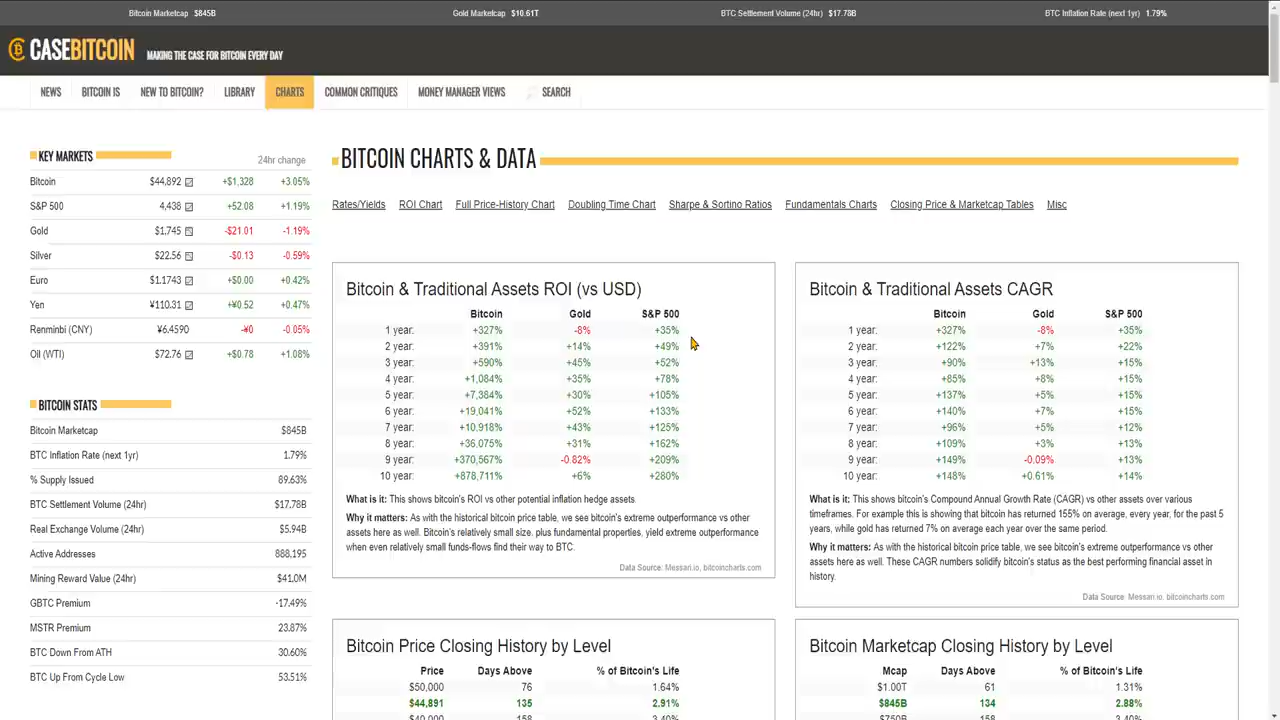 Bitcoin Marketcap $845B Gold Marketcap $10.61T BTC Settlement Volume (24hr) $17.78B BTC Inflation Rate (next 1yr) 1.79%
CASEBITCOIN MAKING THE CASE FOR BITCOIN EVERY DAY
NEWS BITCOIN IS NEW TO BITCOIN? LIBRARY CHARTS COMMON CRITIQUES MONEY MANAGER VIEWS SEARCH
KEY MARKETS 24hr change
Bitcoin $44,892 +$1,328 +3.05%
S&P 500 4,438 +52.08 +1.19%
Gold $1,745 -$21.01 -1.19%
Silver $22.56 -$0.13 -0.59%
Euro $1.1743 +$0.00 +0.42%
Yen ¥110.31 +¥0.52 +0.47%
Renminbi (CNY) ¥6.4590 -¥0 -0.05%
Oil (WTI) $72.76 +$0.78 +1.08%
BITCOIN STATS
Bitcoin Marketcap $845B
BTC Inflation Rate (next 1yr) 1.79%
% Supply Issued 89.63%
BTC Settlement Volume (24hr) $17.78B
Real Exchange Volume (24hr) $5.94B
Active Addresses 888,195
Mining Reward Value (24hr) $41.0M
GBTC Premium -17.49%
MSTR Premium 23.87%
BTC Down From ATH 30.60%
BTC Up From Cycle Low 53.51%
BITCOIN CHARTS & DATA
Rates/Yields ROI Chart Full Price-History Chart Doubling Time Chart Sharpe & Sortino Ratios Fundamentals Charts Closing Price & Marketcap Tables Misc
Bitcoin & Traditional Assets ROI (vs USD)
Bitcoin Gold S&P 500
1 year: +327% -8% +35%
2 year: +391% +14% +49%
3 year: +590% +45% +52%
4 year: +1,084% +35% +78%
5 year: +7,384% +30% +105%
6 year: +19,041% +52% +133%
7 year: +10,918% +43% +125%
8 year: +36,075% +31% +162%
9 year: +370,567% -0.82% +209%
10 year: +878,711% +6% +280%
What is it: This shows bitcoin's ROI vs other potential inflation hedge assets.
Why it matters: As with the historical bitcoin price table, we see bitcoin's extreme outperformance vs other
assets here as well. Bitcoin's relatively small size, plus fundamental properties, yield extreme outperformance
when even relatively small funds-flows find their way to BTC.
Data Source: Messari.io, bitcoincharts.com
Bitcoin & Traditional Assets CAGR
Bitcoin Gold S&P 500
1 year: +327% -8% +35%
2 year: +122% +7% +22%
3 year: +90% +13% +15%
4 year: +85% +8% +15%
5 year: +137% +5% +15%
6 year: +140% +7% +15%
7 year: +96% +5% +12%
8 year: +109% +3% +13%
9 year: +149% -0.09% +13%
10 year: +148% +0.61% +14%
What is it: This shows bitcoin's Compound Annual Growth Rate (CAGR) vs other assets over various
timeframes. For example this is showing that bitcoin has returned 155% on average, every year, for the past 5
years, while gold has returned 7% on average each year over the same period.
Why it matters: As with the historical bitcoin price table, we see bitcoin's extreme outperformance vs other
assets here as well. These CAGR numbers solidify bitcoin's status as the best performing financial asset in
history.
Data Source: Messari.io, bitcoincharts.com
Bitcoin Price Closing History by Level
Price Days Above % of Bitcoin's Life
$50,000 76 1.64%
$44,891 135 2.91%
$40,000 158 3.40%
Bitcoin Marketcap Closing History by Level
Mcap Days Above % of Bitcoin's Life
$1.00T 61 1.31%
$845B 134 2.88%
$750B 158 3.40%